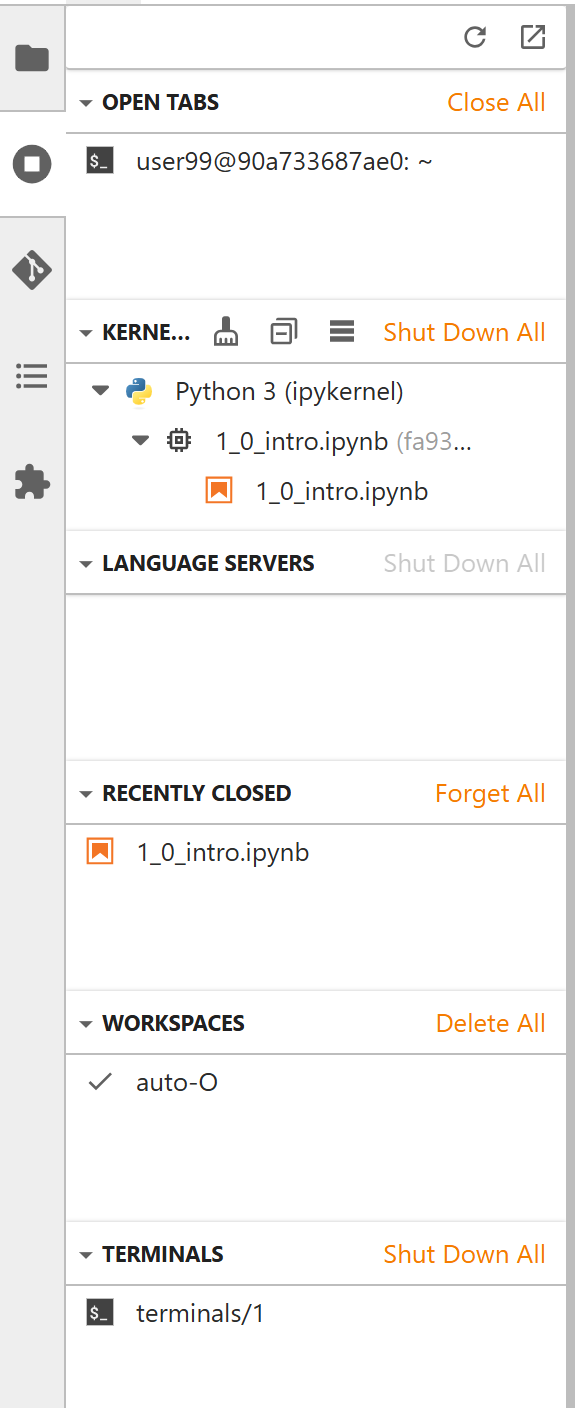 OPEN TABS Close All
$_ user99@90a733687ae0: ~
KERNE... Shut Down All
Python 3 (ipykernel)
1_0_intro.ipynb (fa93...
1_0_intro.ipynb
LANGUAGE SERVERS Shut Down All
RECENTLY CLOSED Forget All
1_0_intro.ipynb
WORKSPACES Delete All
auto-O
TERMINALS Shut Down All
$_ terminals/1